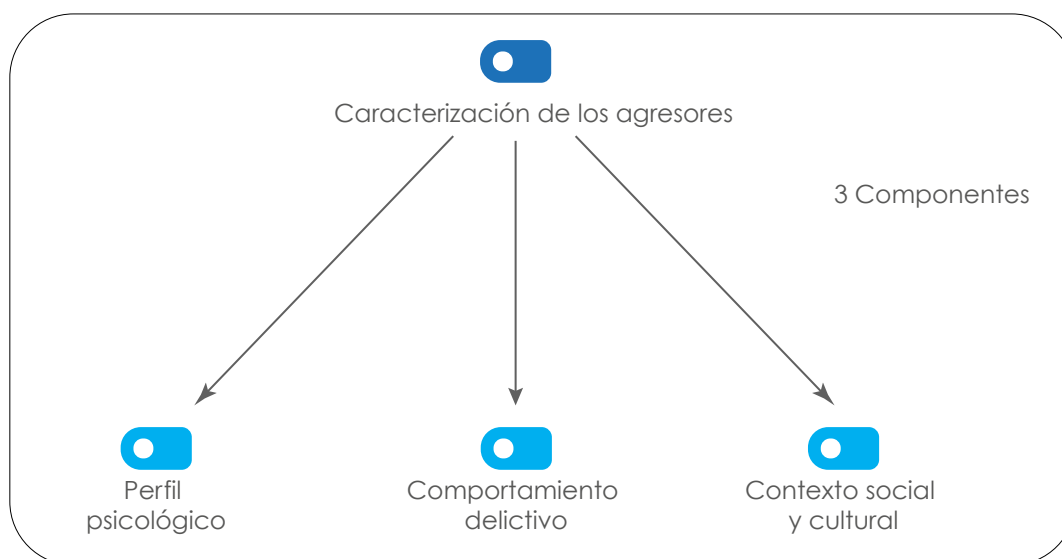 Caracterización de los agresores
3 Componentes
Perfil
psicológico
Comportamiento
delictivo
Contexto social
y cultural